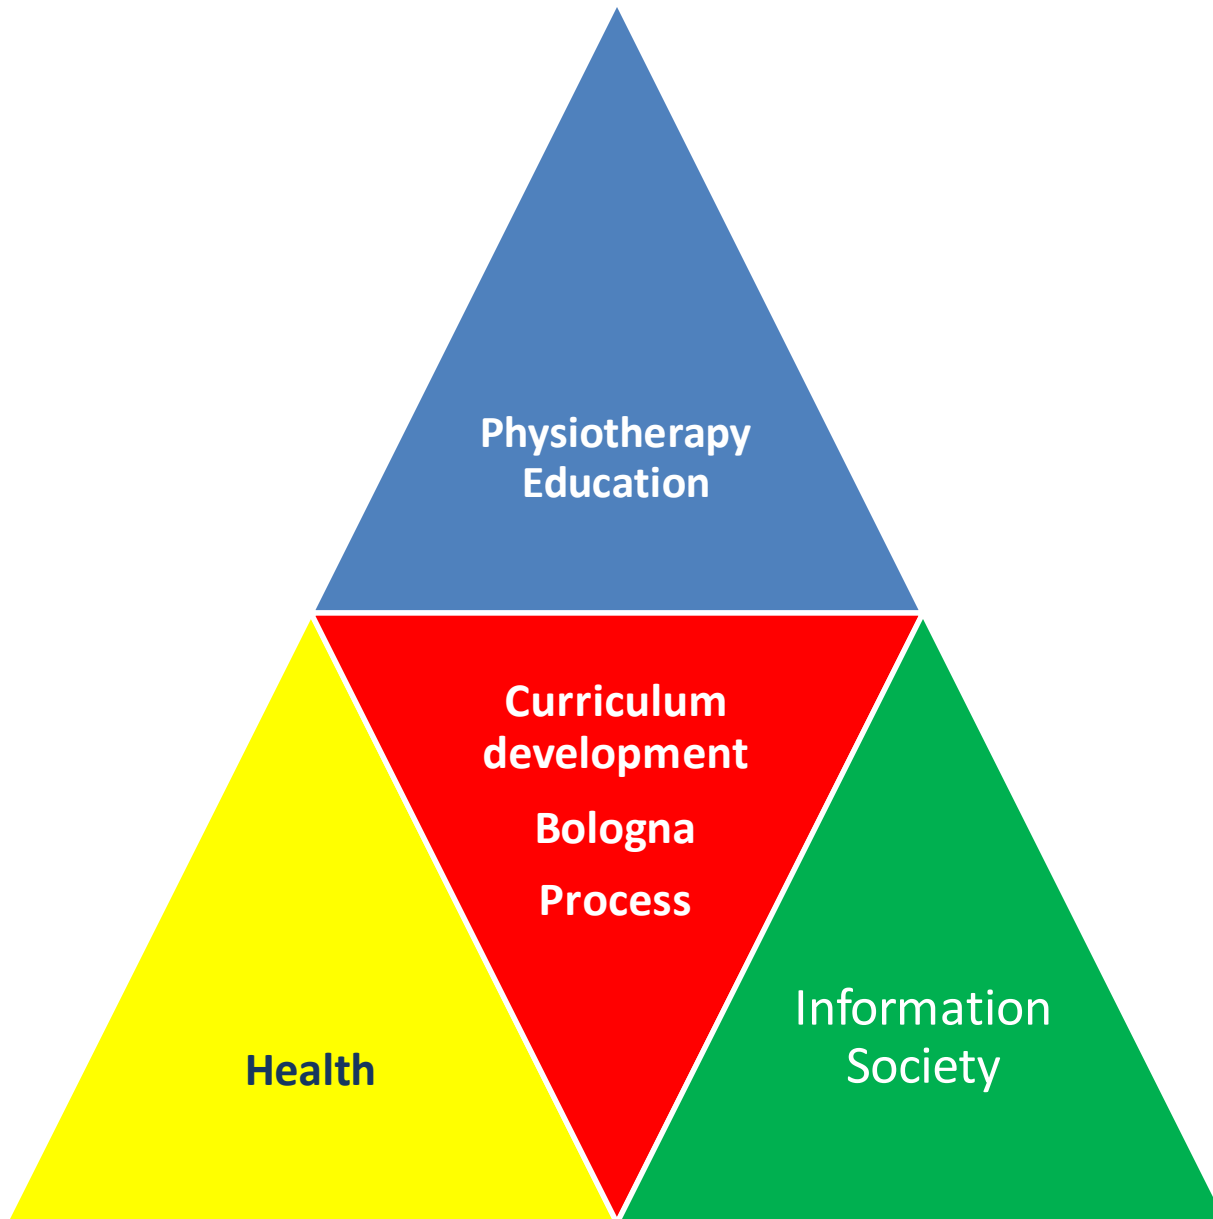 Physiotherapy
Education
Curriculum
development
Bologna
Process
Health
Information
Society